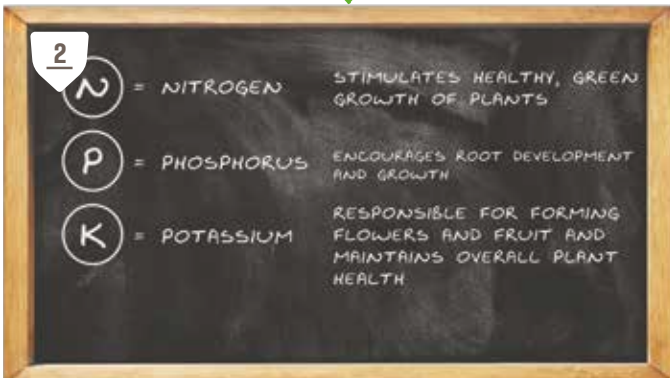 2
N = NITROGEN STIMULATES HEALTHY, GREEN
GROWTH OF PLANTS
P = PHOSPHORUS ENCOURAGES ROOT DEVELOPMENT
AND GROWTH
K = POTASSIUM RESPONSIBLE FOR FORMING
FLOWERS AND FRUIT AND
MAINTAINS OVERALL PLANT
HEALTH